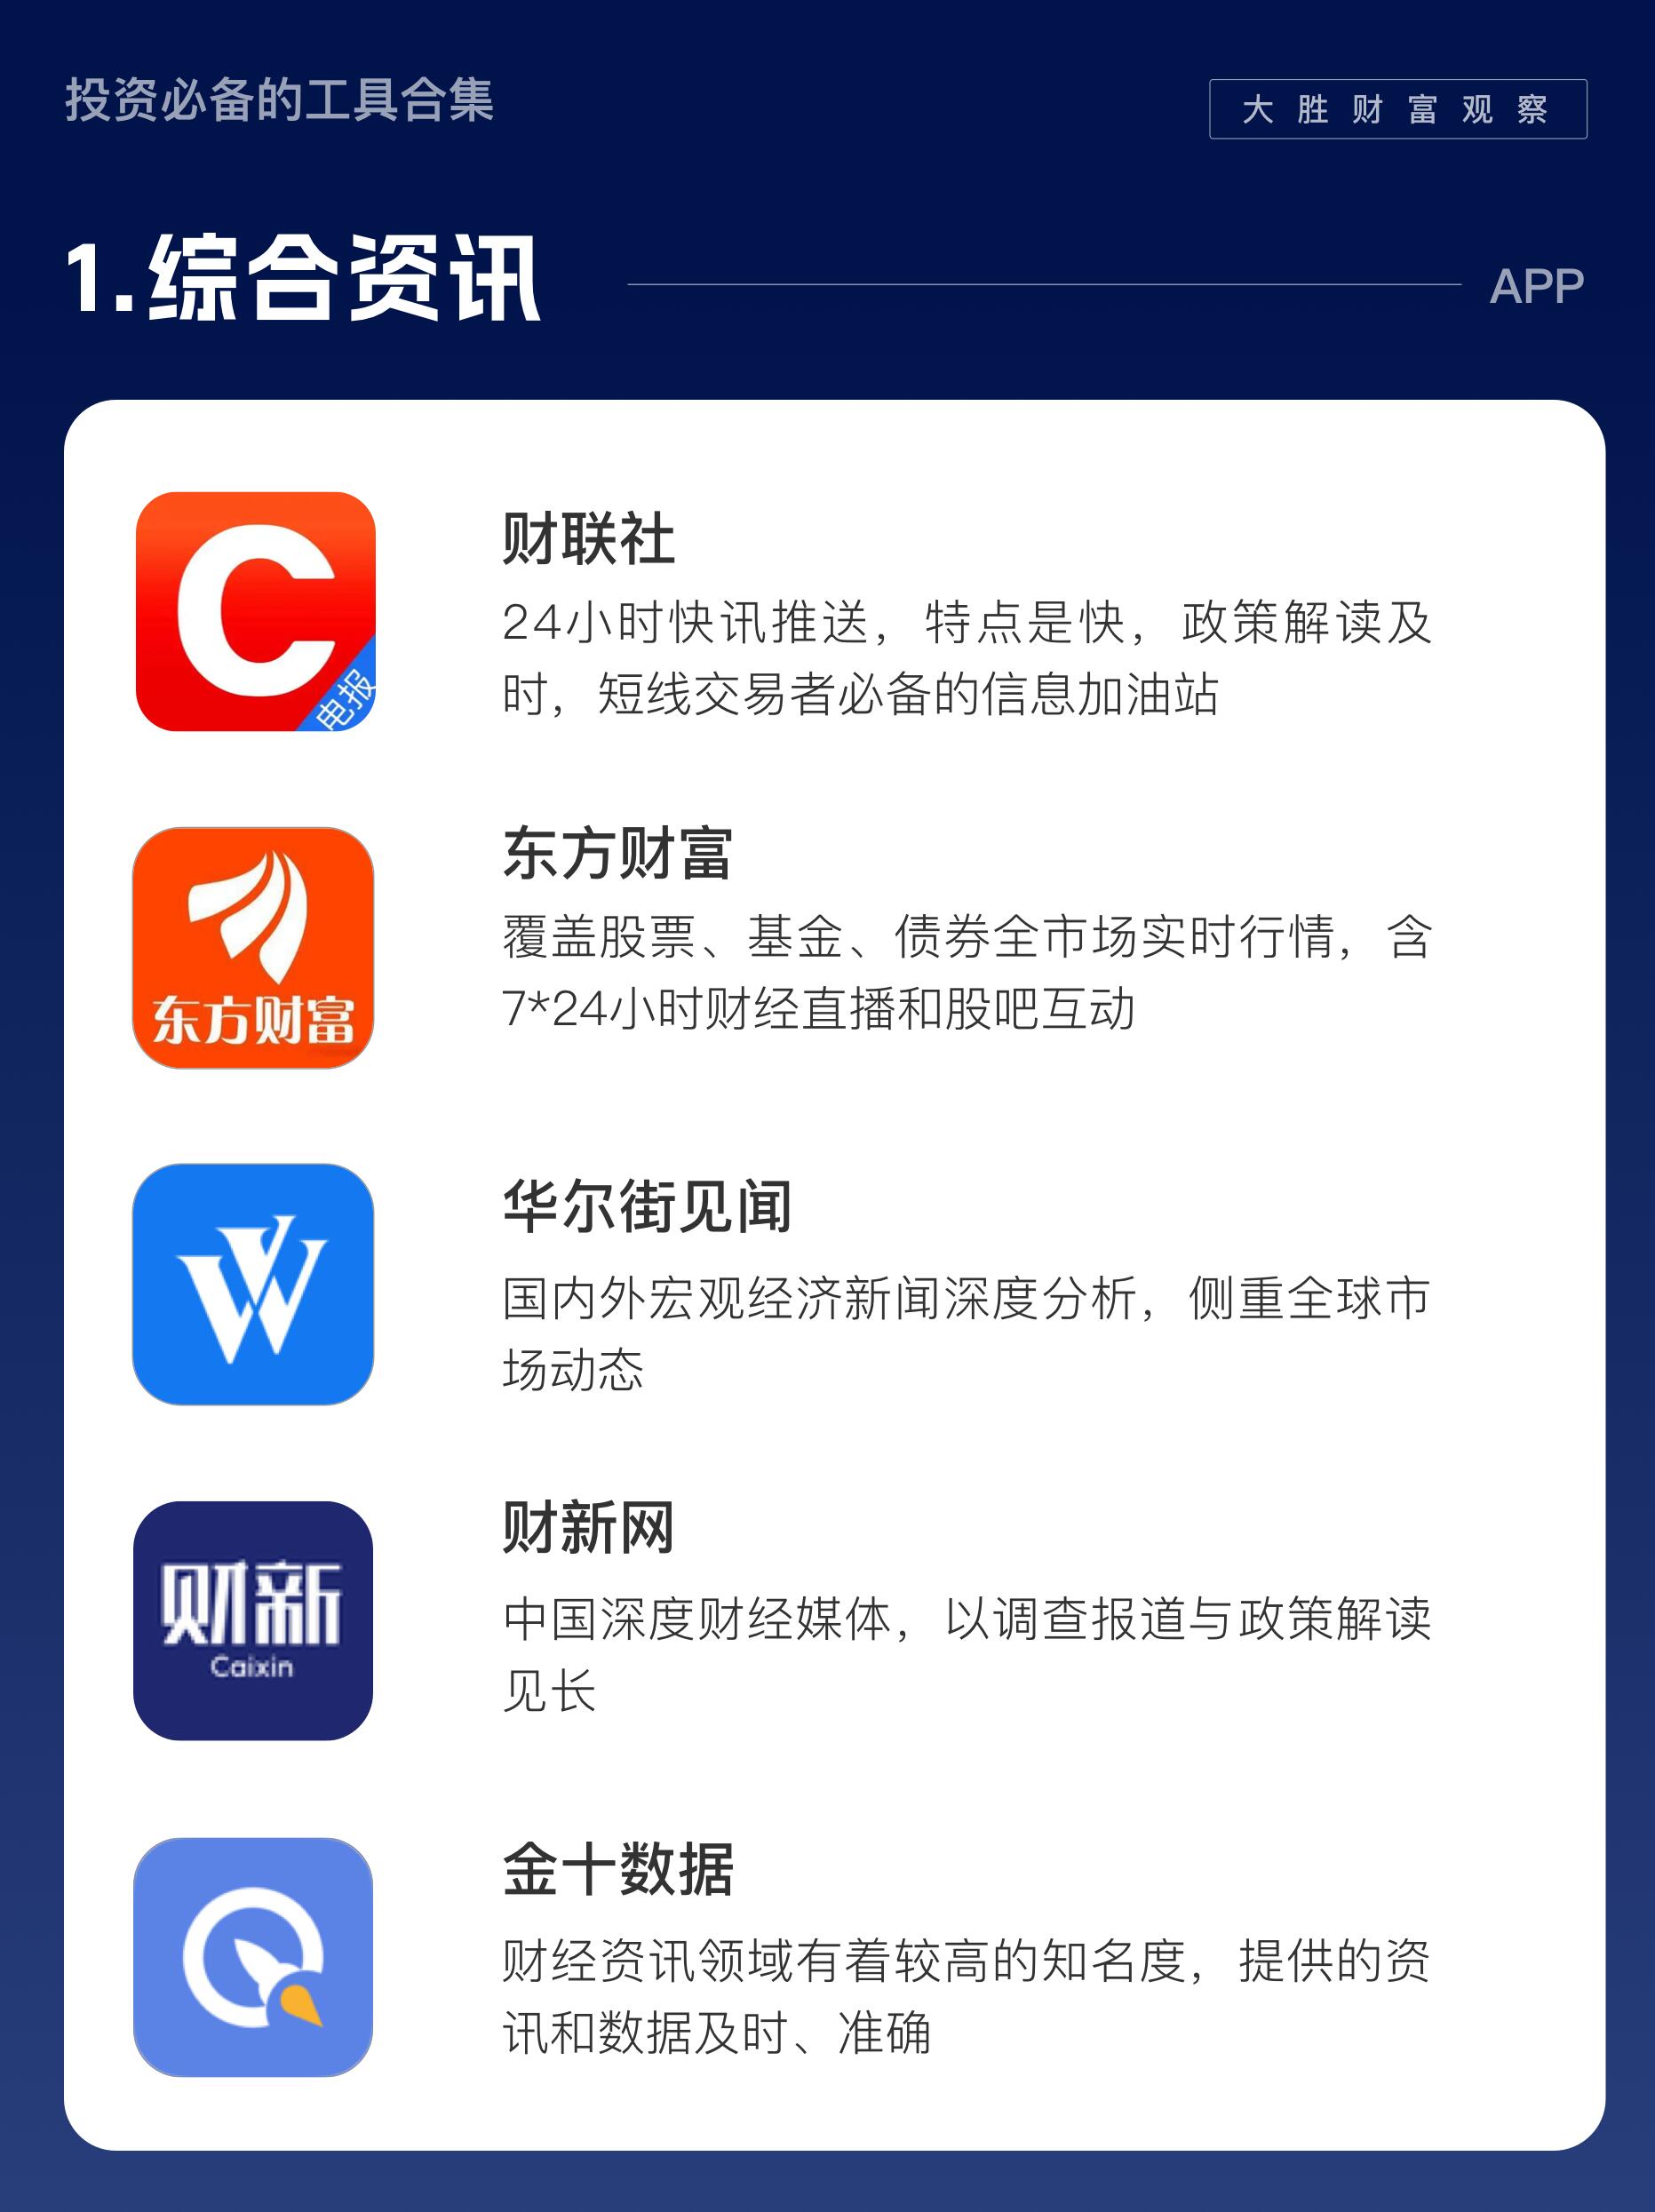 投资必备的工具合集
大胜财富观察
1.综合资讯
APP
C
电报
财联社
24小时快讯推送，特点是快，政策解读及
时，短线交易者必备的信息加油站
东方财富
东方财富
覆盖股票、基金、债券全市场实时行情，含
7*24小时财经直播和股吧互动
W
华尔街见闻
国内外宏观经济新闻深度分析，侧重全球市
场动态
财新
Caixin
财新网
中国深度财经媒体，以调查报道与政策解读
见长
金十数据
财经资讯领域有着较高的知名度，提供的资
讯和数据及时、准确